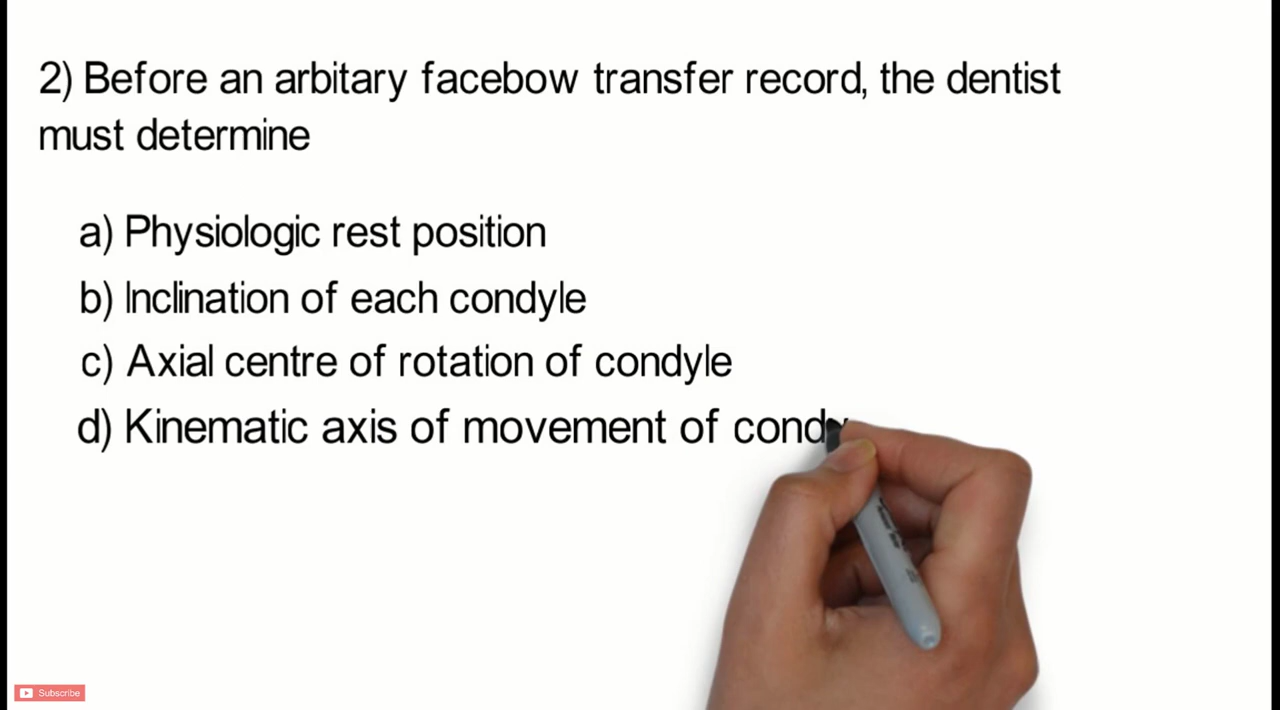 2) Before an arbitary facebow transfer record, the dentist
must determine
a) Physiologic rest position
b) Inclination of each condyle
c) Axial centre of rotation of condyle
d) Kinematic axis of movement of
Subscribe